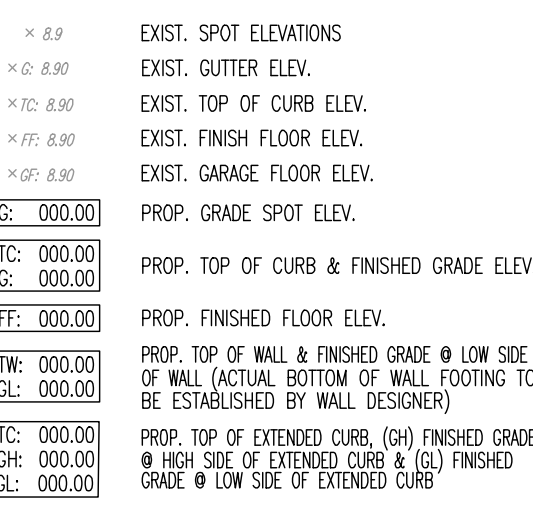 × 8.9 EXIST. SPOT ELEVATIONS
× G: 8.90 EXIST. GUTTER ELEV.
× TC: 8.90 EXIST. TOP OF CURB ELEV.
× FF: 8.90 EXIST. FINISH FLOOR ELEV.
× GF: 8.90 EXIST. GARAGE FLOOR ELEV.
G: 000.00 PROP. GRADE SPOT ELEV.
TC: 000.00
G: 000.00
PROP. TOP OF CURB & FINISHED GRADE ELEV
FF: 000.00 PROP. FINISHED FLOOR ELEV.
TW: 000.00
GL: 000.00
PROP. TOP OF WALL & FINISHED GRADE @ LOW SIDE
OF WALL (ACTUAL BOTTOM OF WALL FOOTING TO
BE ESTABLISHED BY WALL DESIGNER)
TC: 000.00
GH: 000.00
GL: 000.00
PROP. TOP OF EXTENDED CURB, (GH) FINISHED GRADE
@ HIGH SIDE OF EXTENDED CURB & (GL) FINISHED
GRADE @ LOW SIDE OF EXTENDED CURB